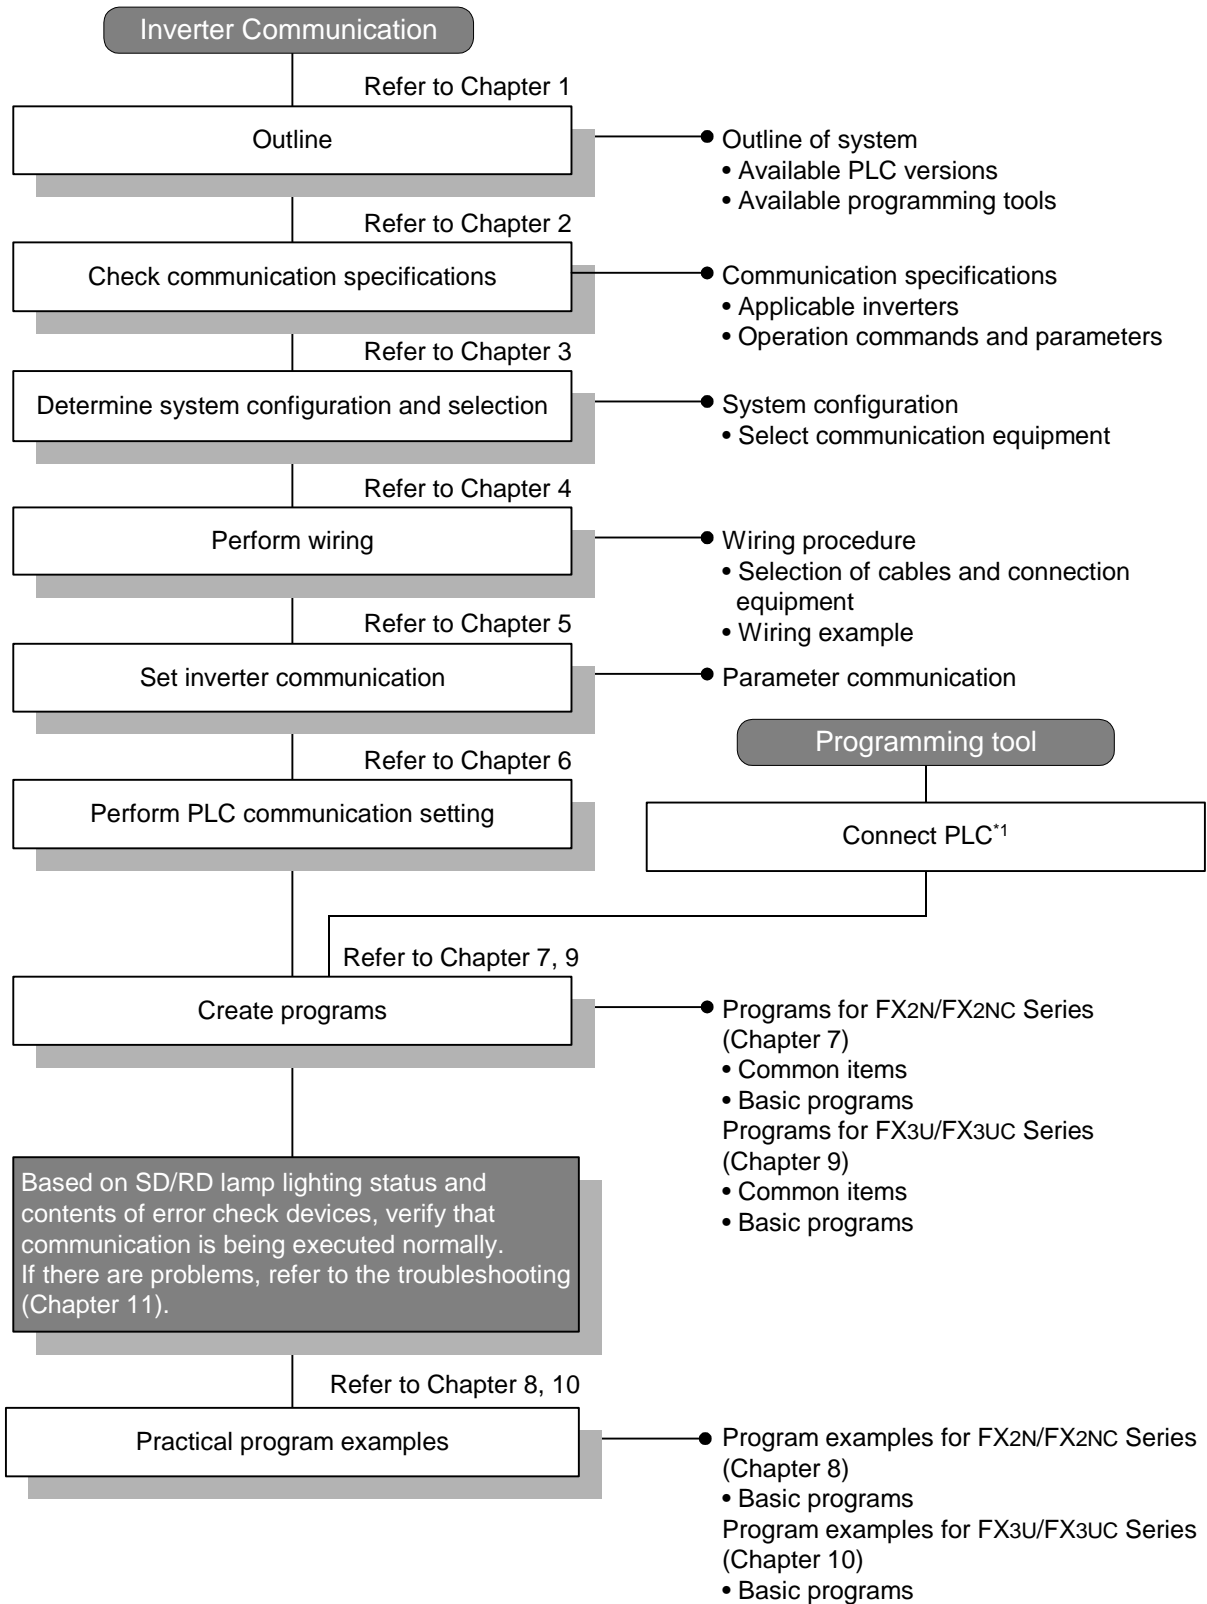 Inverter Communication
Refer to Chapter 1
Outline
Outline of system
• Available PLC versions
• Available programming tools
Refer to Chapter 2
Check communication specifications
Communication specifications
• Applicable inverters
• Operation commands and parameters
Refer to Chapter 3
Determine system configuration and selection
System configuration
• Select communication equipment
Refer to Chapter 4
Perform wiring
Wiring procedure
• Selection of cables and connection
equipment
• Wiring example
Refer to Chapter 5
Set inverter communication
Parameter communication
Programming tool
Refer to Chapter 6
Perform PLC communication setting
Connect PLC*1
Refer to Chapter 7, 9
Create programs
Programs for FX2N/FX2NC Series
(Chapter 7)
• Common items
• Basic programs
Programs for FX3U/FX3UC Series
(Chapter 9)
• Common items
• Basic programs
Based on SD/RD lamp lighting status and
contents of error check devices, verify that
communication is being executed normally.
If there are problems, refer to the troubleshooting
(Chapter 11).
Refer to Chapter 8, 10
Practical program examples
Program examples for FX2N/FX2NC Series
(Chapter 8)
• Basic programs
Program examples for FX3U/FX3UC Series
(Chapter 10)
• Basic programs